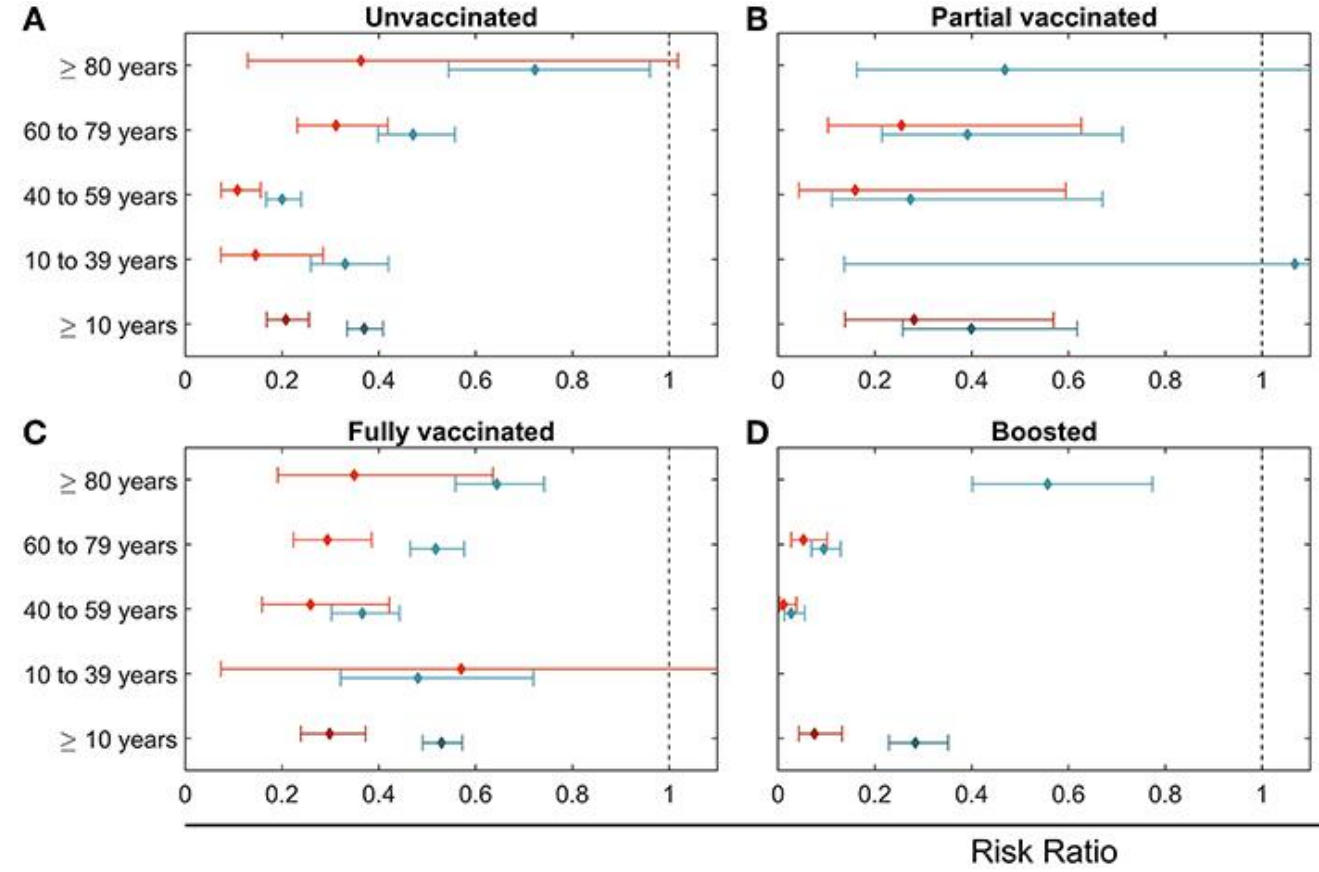 A Unvaccinated
≥ 80 years
60 to 79 years
40 to 59 years
10 to 39 years
≥ 10 years
0 0.2 0.4 0.6 0.8 1
B Partial vaccinated
0 0.2 0.4 0.6 0.8 1
C Fully vaccinated
≥ 80 years
60 to 79 years
40 to 59 years
10 to 39 years
≥ 10 years
0 0.2 0.4 0.6 0.8 1
D Boosted
0 0.2 0.4 0.6 0.8 1
Risk Ratio